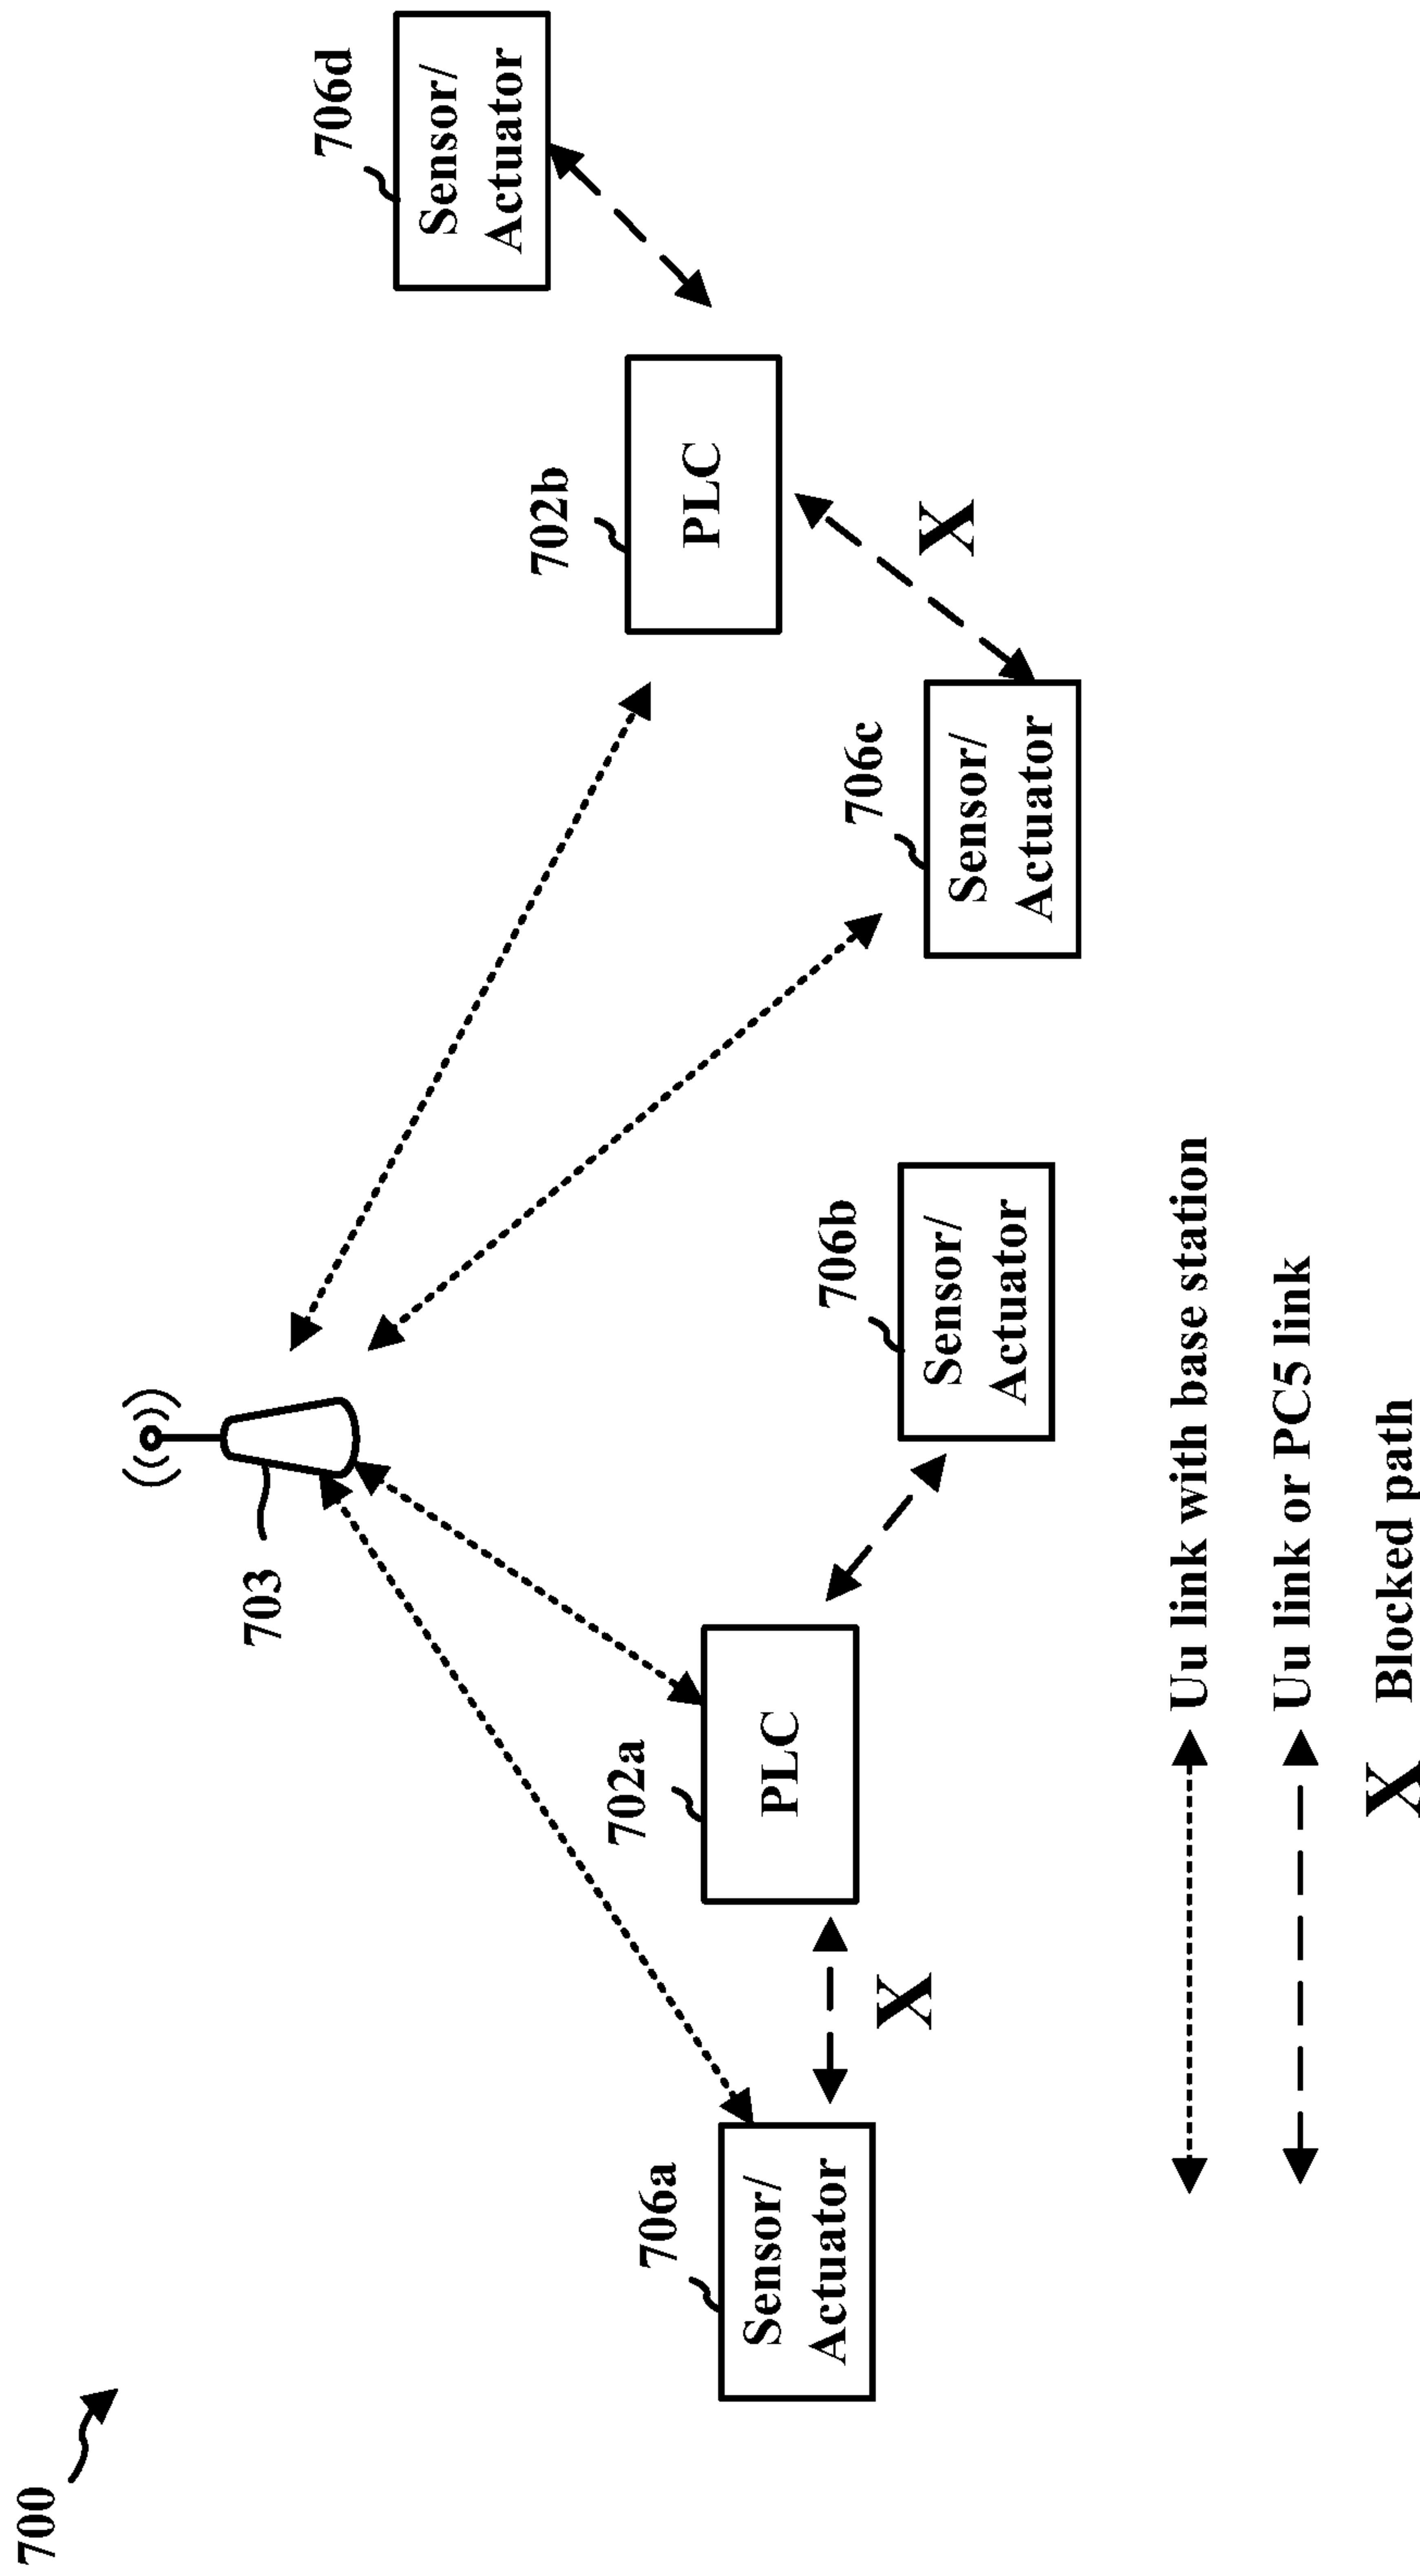 700
703
706a
Sensor/
Actuator
X
702a
PLC
706b
Sensor/
Actuator
706c
Sensor/
Actuator
X
702b
PLC
706d
Sensor/
Actuator
Uu link with base station
Uu link or PC5 link
X Blocked path